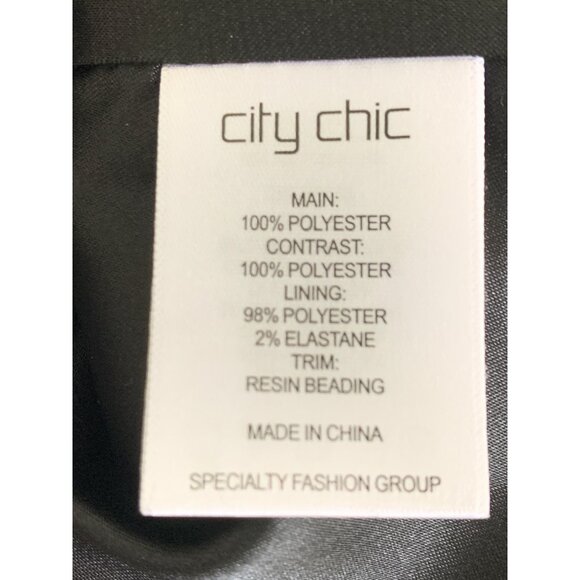 city chic
MAIN:
100% POLYESTER
CONTRAST:
100% POLYESTER
LINING:
98% POLYESTER
2% ELASTANE
TRIM:
RESIN BEADING
MADE IN CHINA
SPECIALTY FASHION GROUP